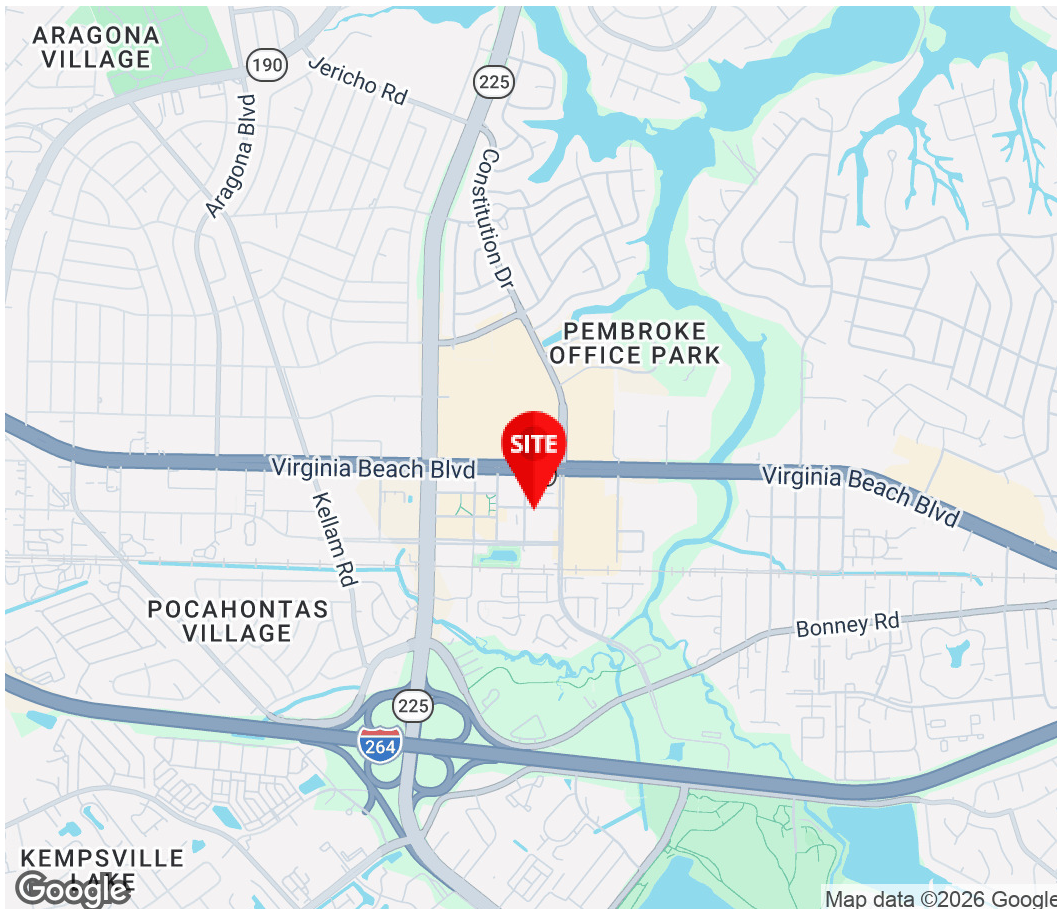 ARAGONA
VILLAGE
190
Jericho Rd
225
Aragona Blvd
Constitution Dr
PEMBROKE
OFFICE PARK
SITE
Virginia Beach Blvd
Virginia Beach Blvd
Kellam Rd
POCAHONTAS
VILLAGE
Bonney Rd
225
264
KEMPSVILLE
LAKE
Google
Map data ©2026 Google